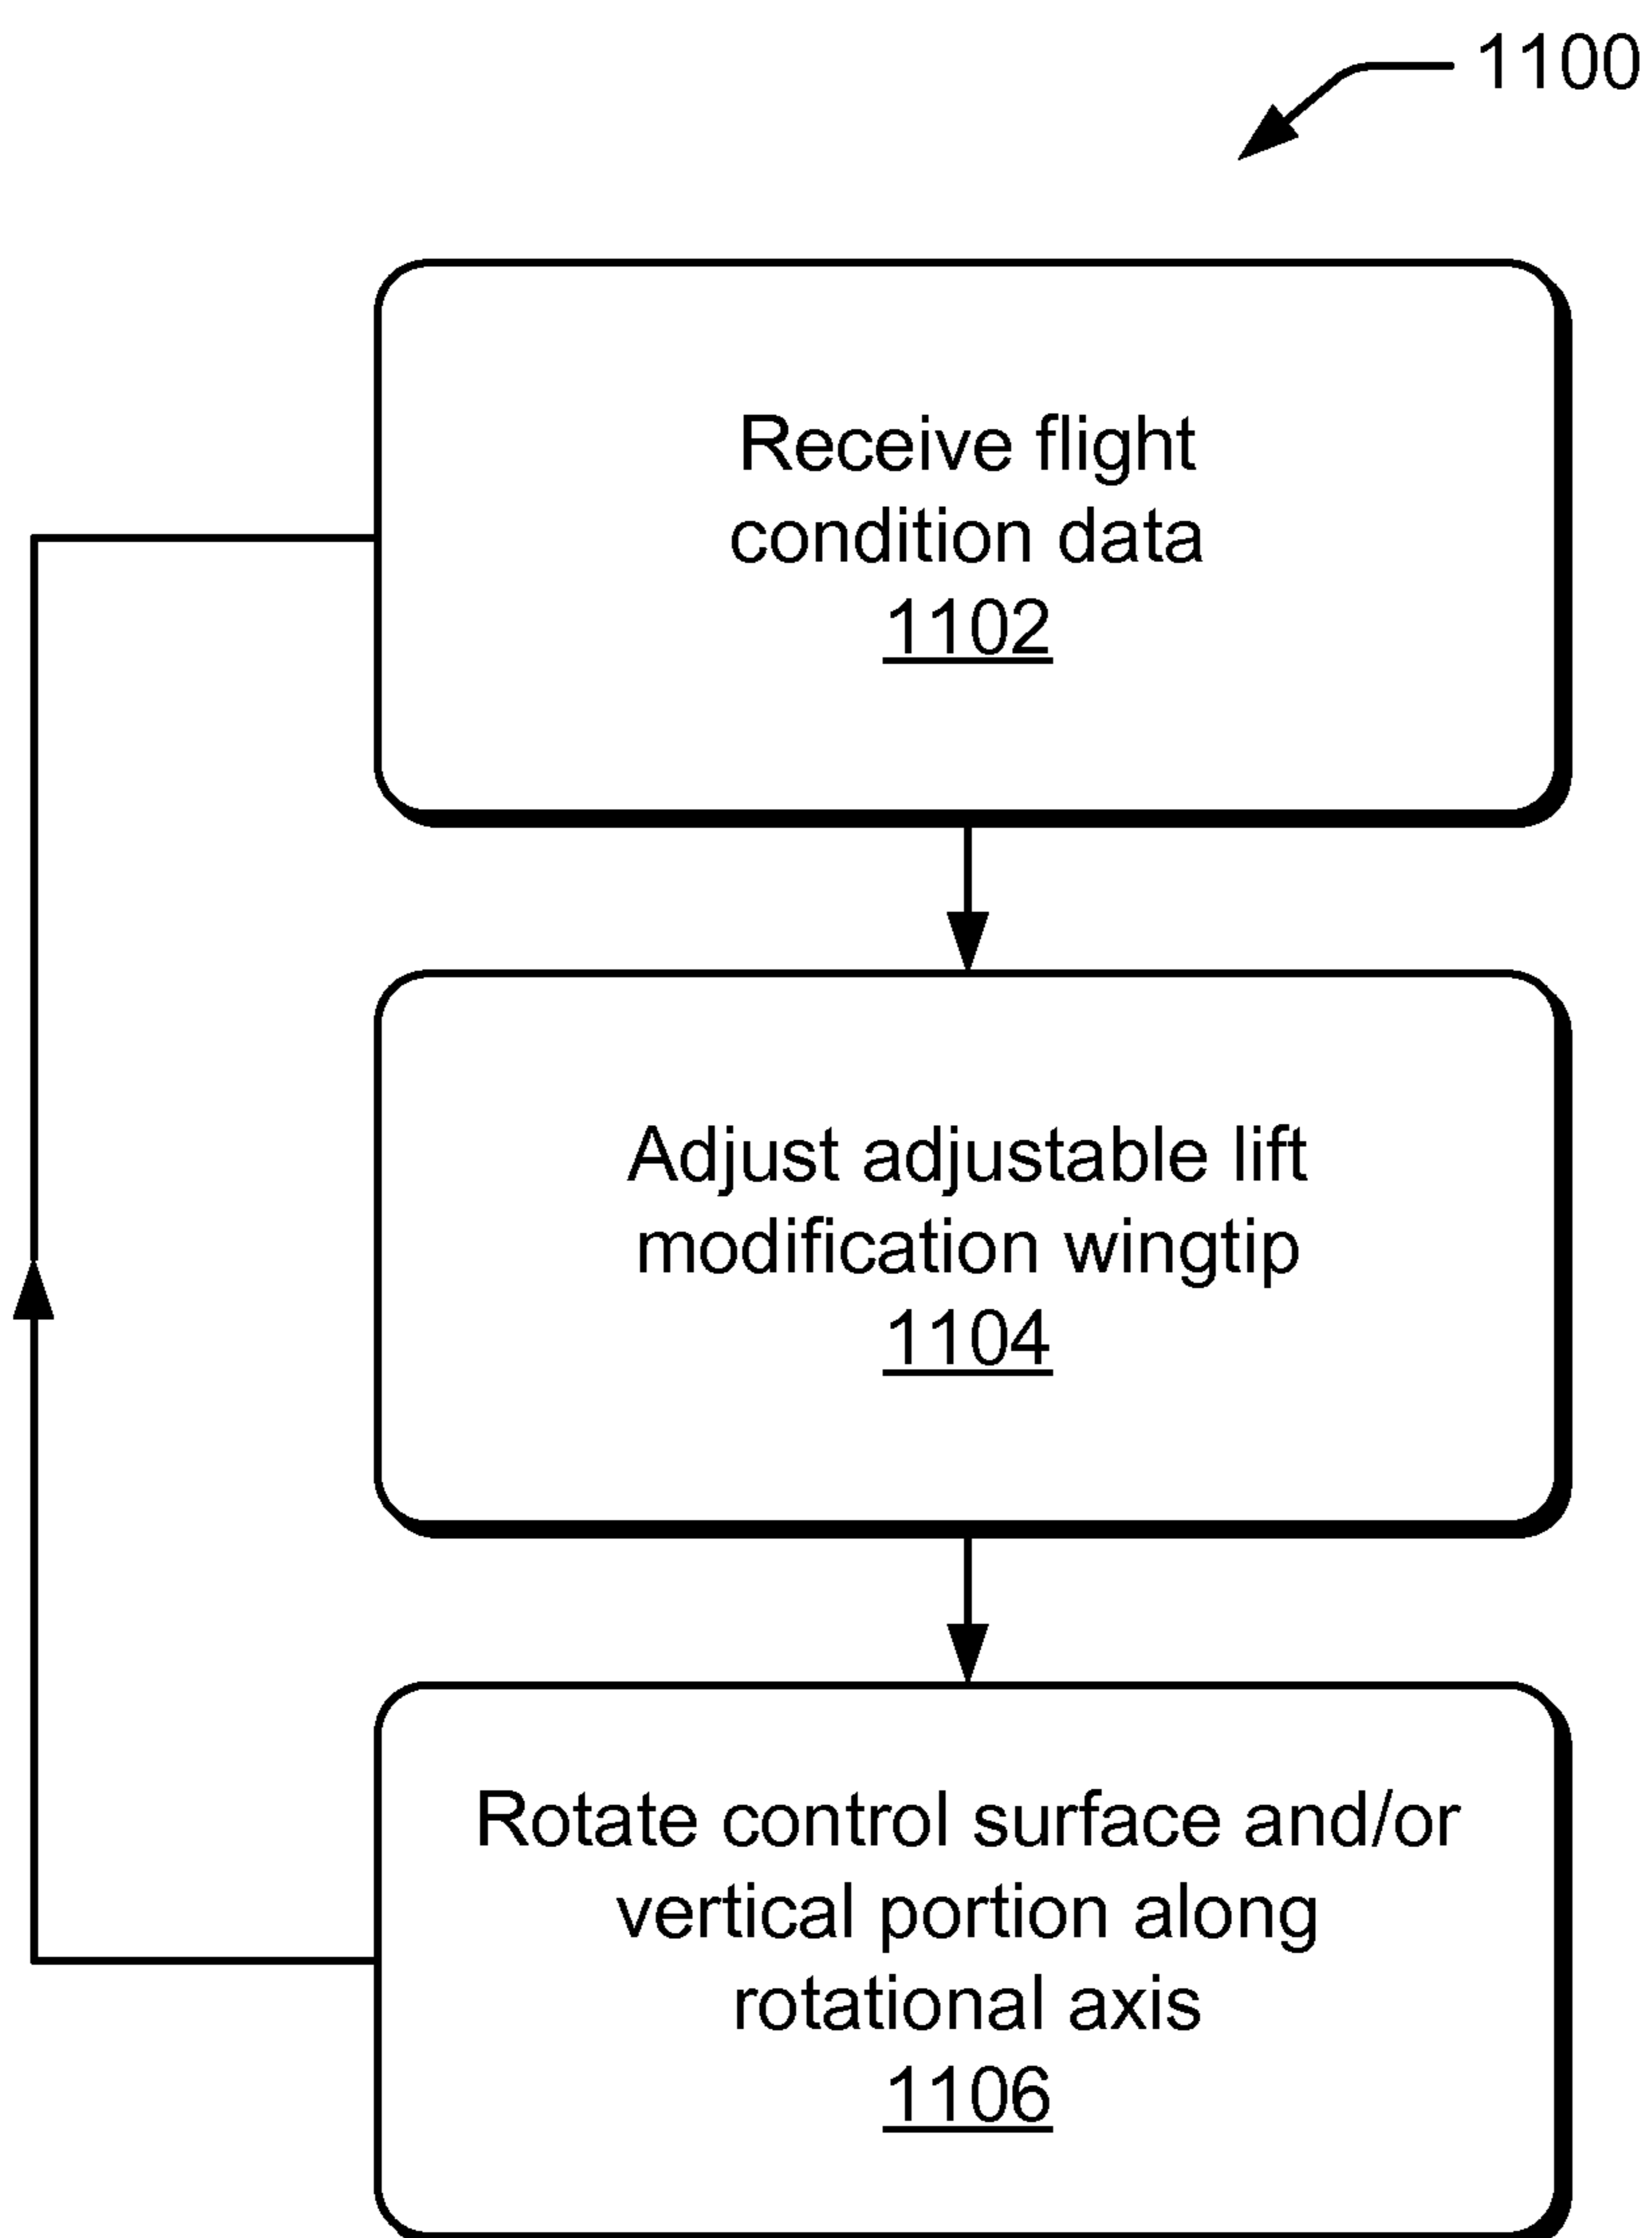 1100
Receive flight
condition data
1102
Adjust adjustable lift
modification wingtip
1104
Rotate control surface and/or
vertical portion along
rotational axis
1106